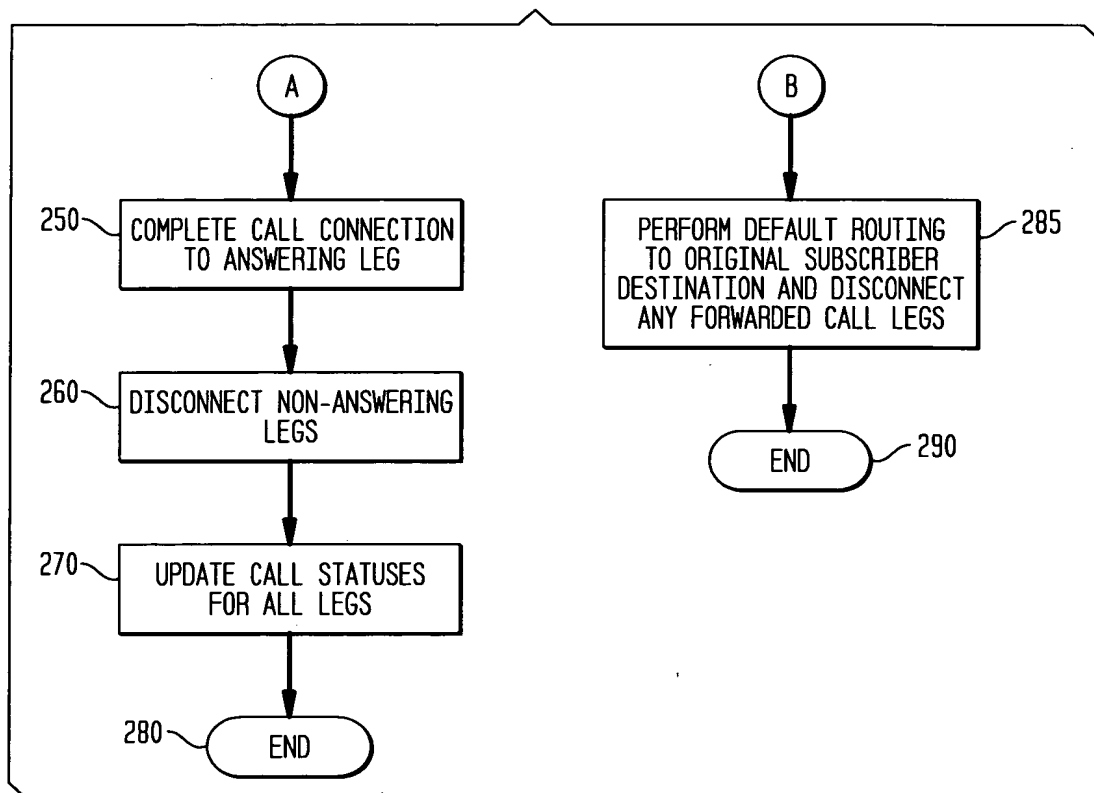 A
250
COMPLETE CALL CONNECTION
TO ANSWERING LEG
260
DISCONNECT NON-ANSWERING
LEGS
270
UPDATE CALL STATUSES
FOR ALL LEGS
280
END
B
285
PERFORM DEFAULT ROUTING
TO ORIGINAL SUBSCRIBER
DESTINATION AND DISCONNECT
ANY FORWARDED CALL LEGS
END
290